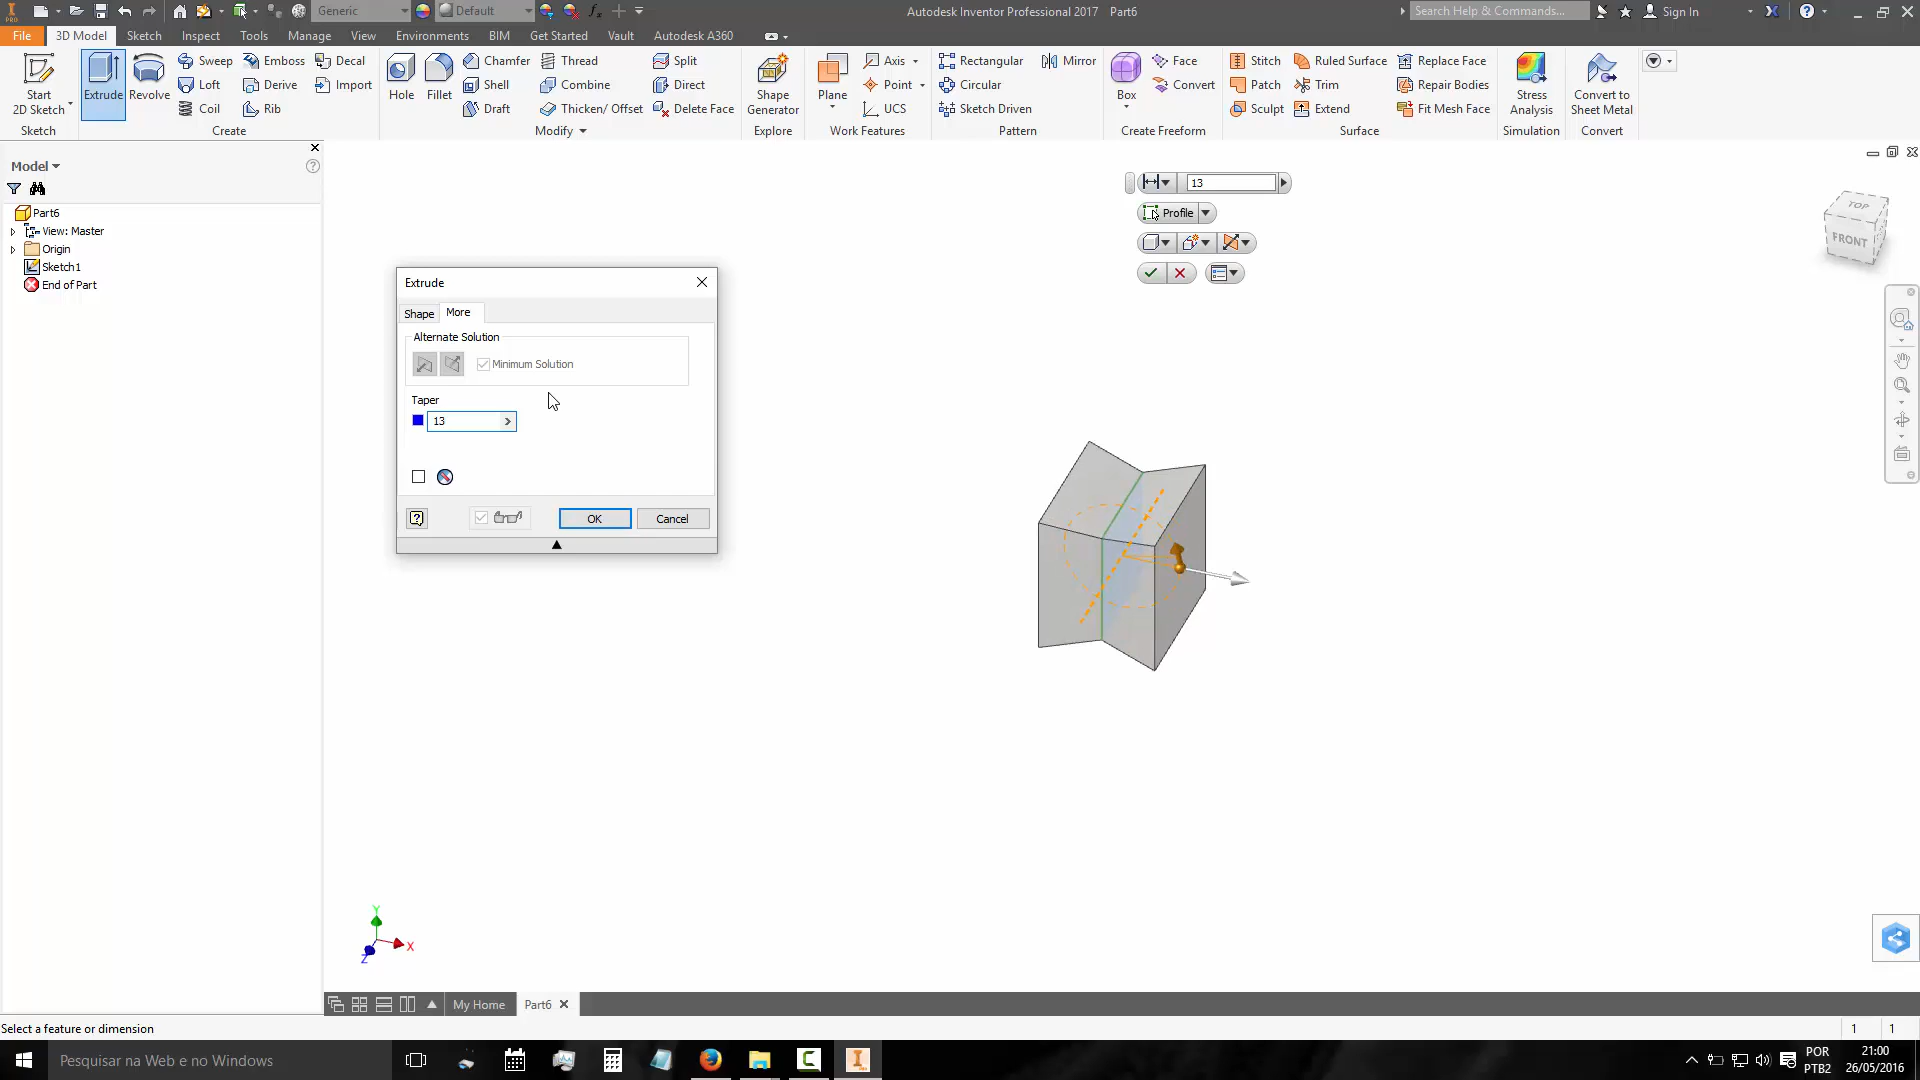 PRO Generic Default fx Autodesk Inventor Professional 2017 Part6 Search Help & Commands... Sign In
File 3D Model Sketch Inspect Tools Manage View Environments BIM Get Started Vault Autodesk A360
Sweep Emboss Decal Chamfer Thread Split Axis Rectangular Mirror Face Stitch Ruled Surface Replace Face
Start 2D Sketch Extrude Revolve Loft Derive Import Hole Fillet Shell Combine Direct Shape Generator Plane Point Circular Box Convert Patch Trim Repair Bodies Stress Analysis Convert to Sheet Metal
Coil Rib Draft Thicken/ Offset Delete Face UCS Sketch Driven Sculpt Extend Fit Mesh Face
Sketch Create Modify Explore Work Features Pattern Create Freeform Surface Simulation Convert
Model
Part6
View: Master
Origin
Sketch1
End of Part
13
Profile
TOP
FRONT
Extrude
Shape More
Alternate Solution
Minimum Solution
Taper
13
OK Cancel
Y
X
Z
My Home Part6
Select a feature or dimension 1 1
Pesquisar na Web e no Windows
POR
PTB2
21:00
26/05/2016